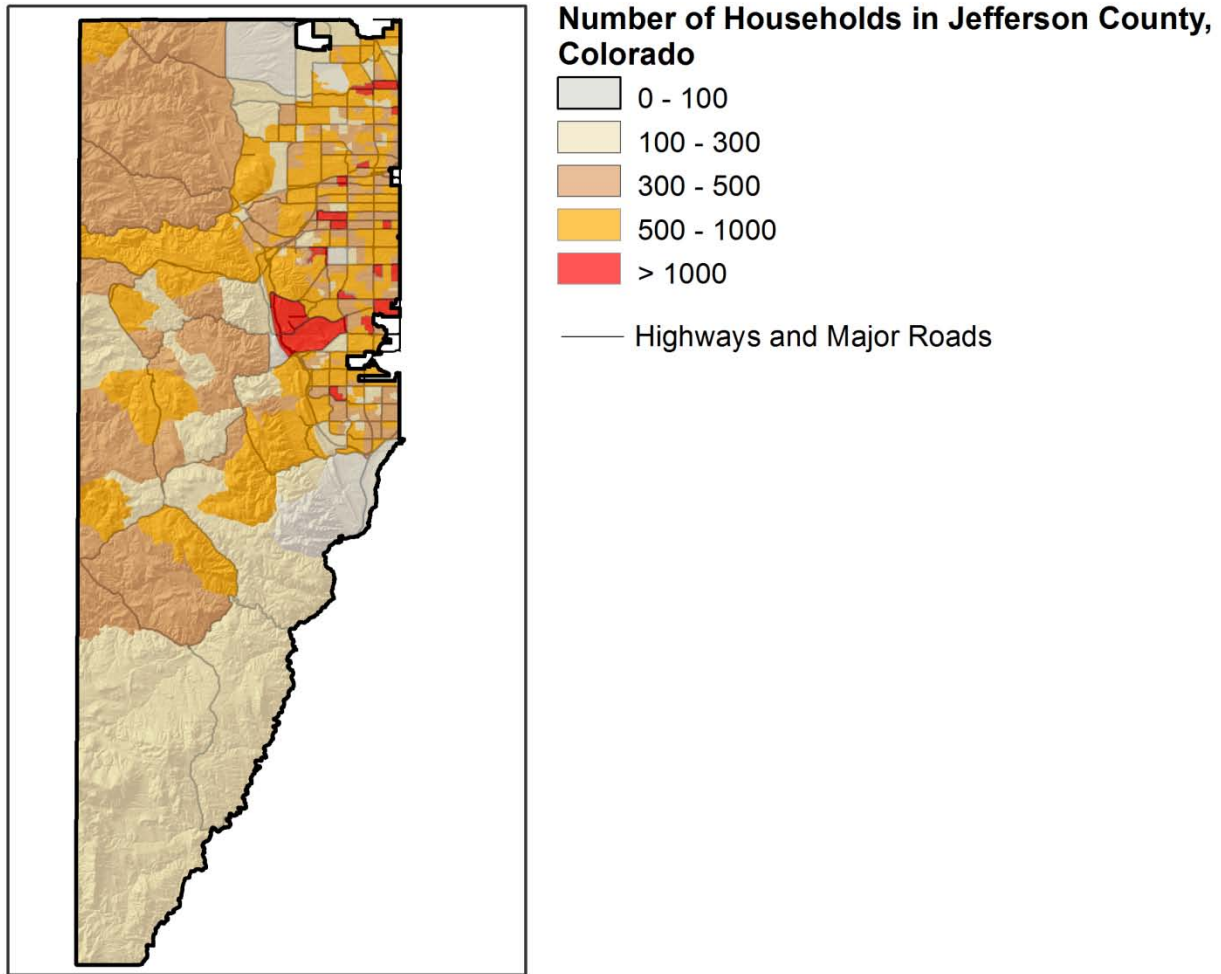 Number of Households in Jefferson County,
Colorado
0 - 100
100 - 300
300 - 500
500 - 1000
> 1000
Highways and Major Roads